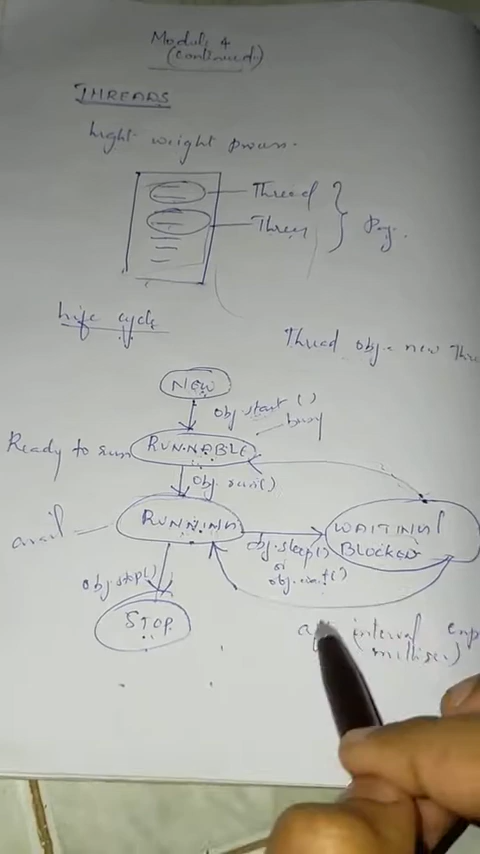 Module 4
(continued)
THREADS
Light weight process.
Thread
Thread
Life cycle
Thread obj = new
NEW
obj.start()
busy
Ready to run
RUNNABLE
obj.run()
avail
RUNNING
WAITING/
BLOCKED
obj.sleep()
or
obj.wait()
obj.stop()
STOP
interval
(millisec)